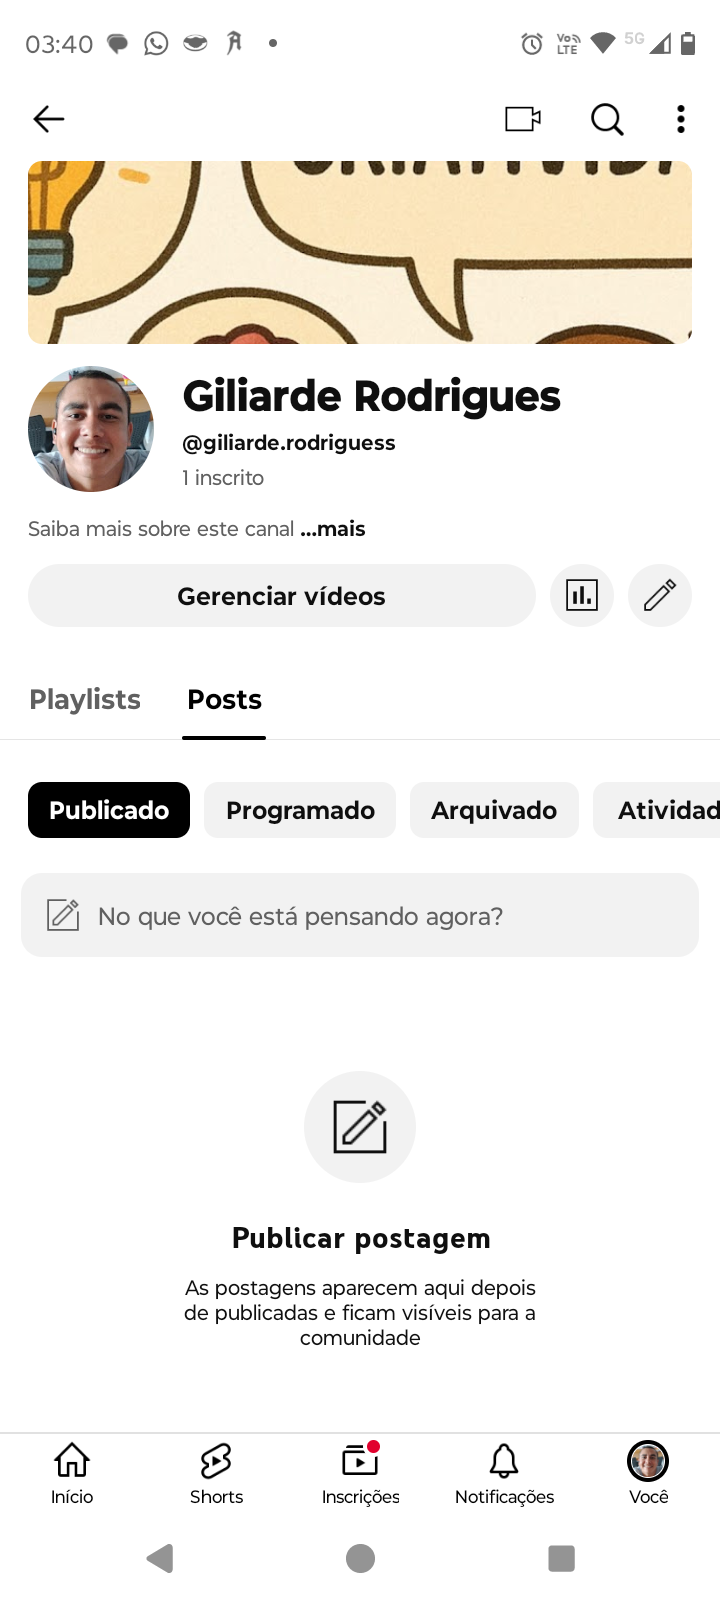 03:40
Vo LTE
5G
Giliarde Rodrigues
@giliarde.rodriguess
1 inscrito
Saiba mais sobre este canal ...mais
Gerenciar vídeos
Playlists Posts
Publicado Programado Arquivado Atividad
No que você está pensando agora?
Publicar postagem
As postagens aparecem aqui depois
de publicadas e ficam visíveis para a
comunidade
Início Shorts Inscrições Notificações Você